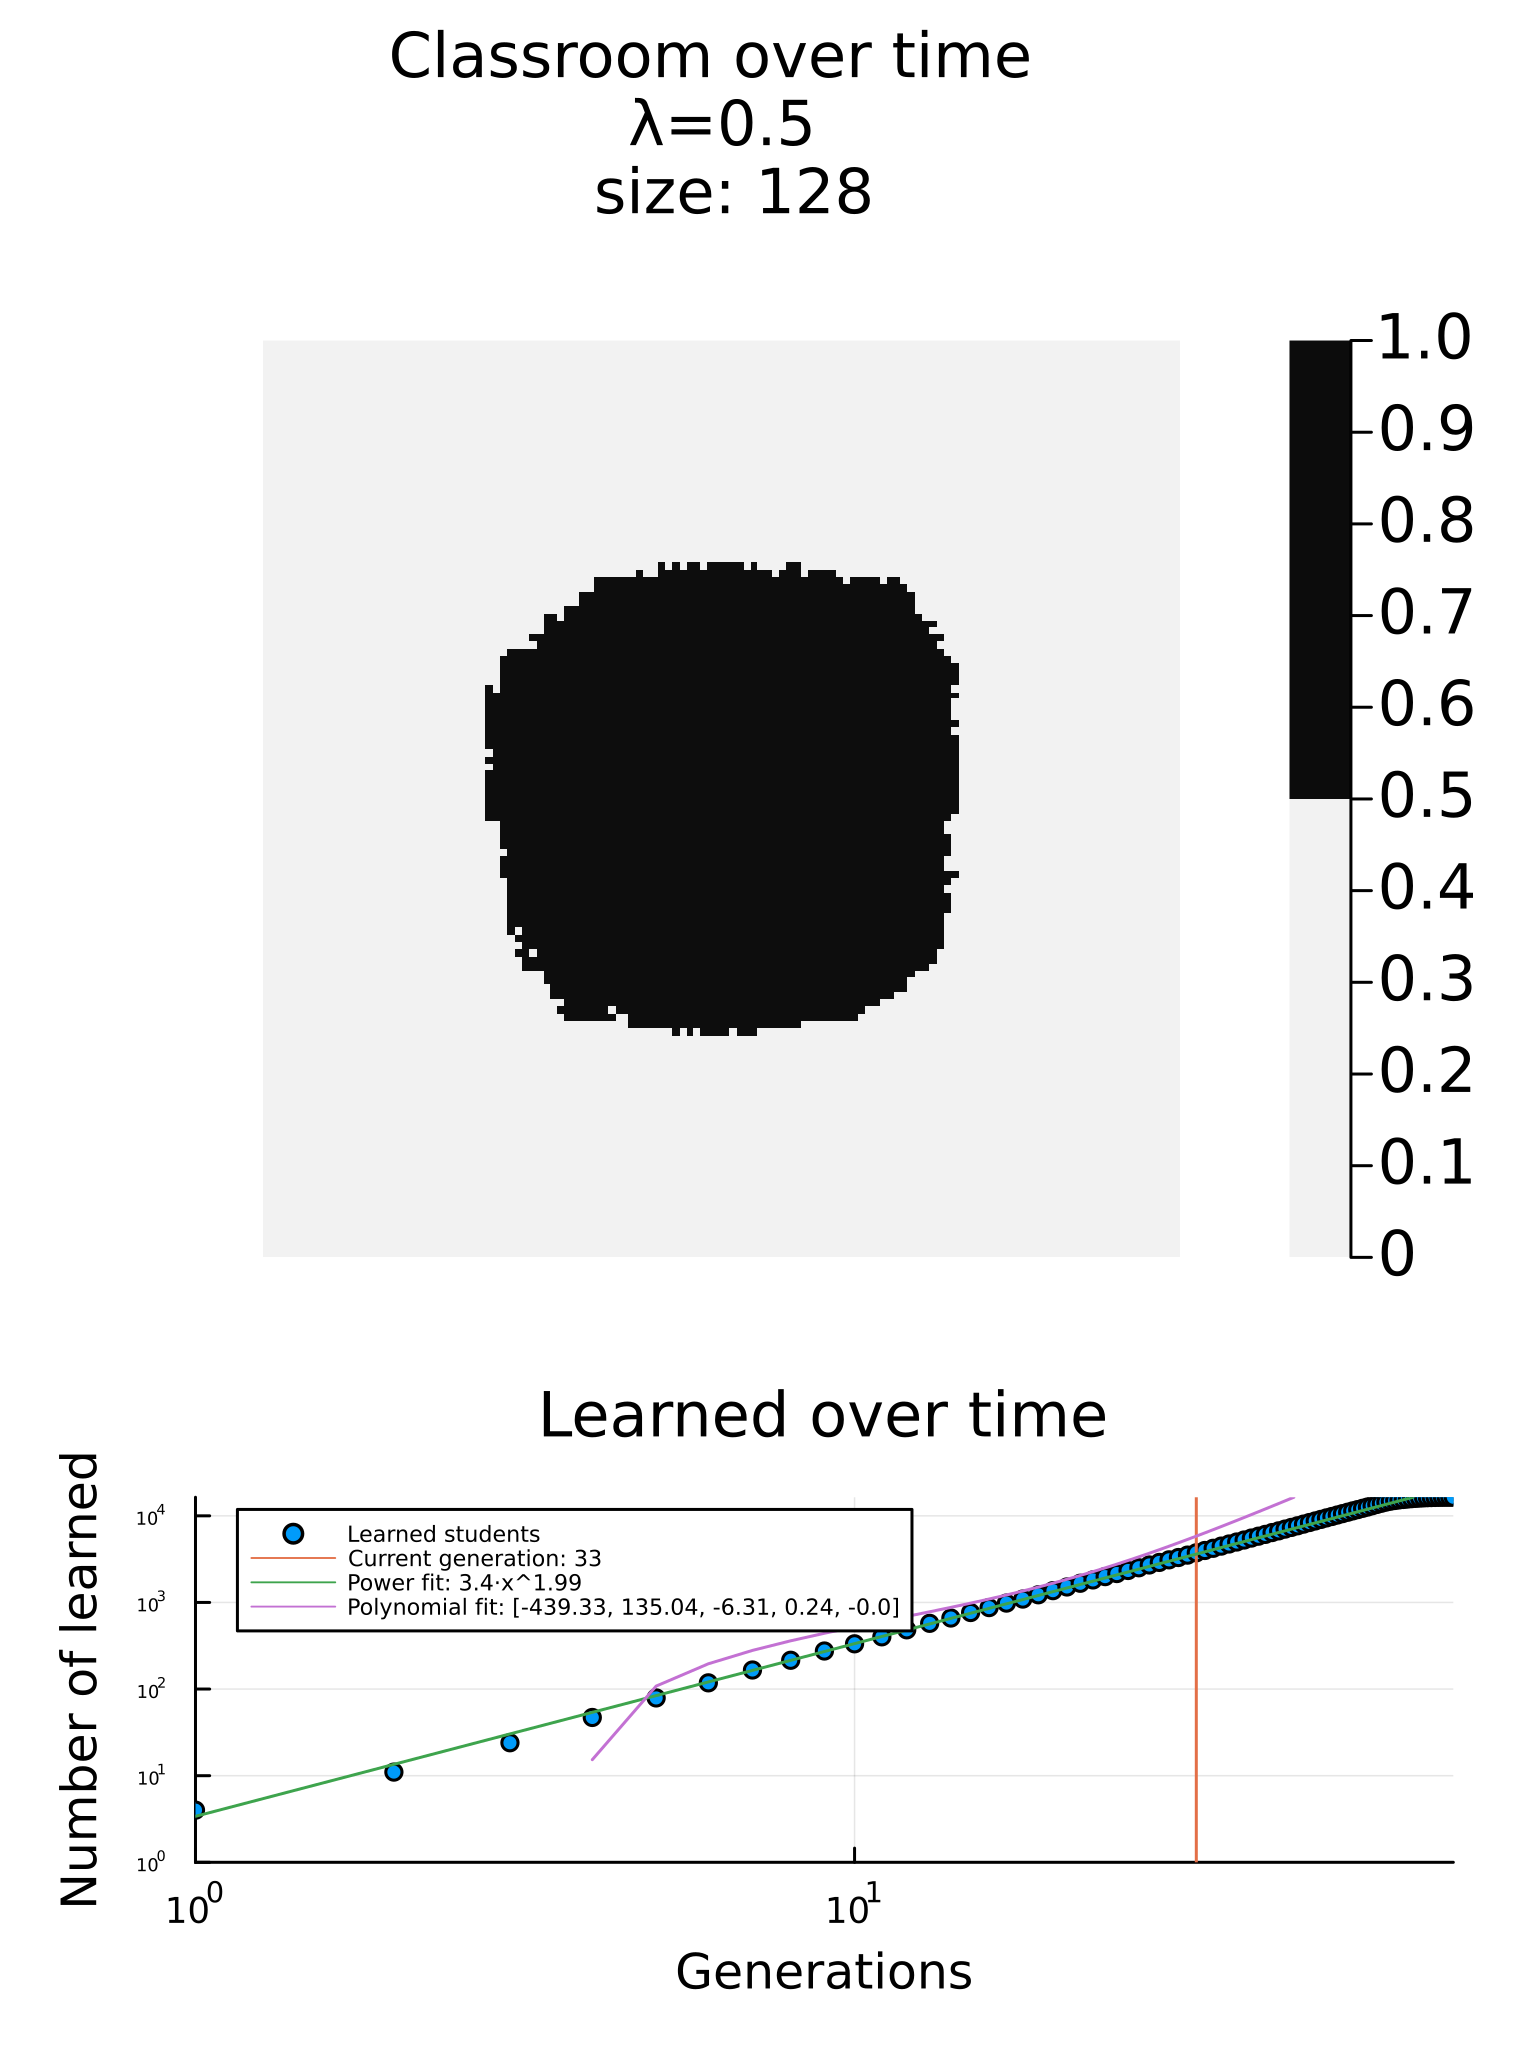 Classroom over time
λ=0.5
size: 128
1.0
0.9
0.8
0.7
0.6
0.5
0.4
0.3
0.2
0.1
0
Learned over time
Number of learned
10^4
10^3
10^2
10^1
10^0
Learned students
Current generation: 33
Power fit: 3.4·x^1.99
Polynomial fit: [-439.33, 135.04, -6.31, 0.24, -0.0]
10^0
10^1
Generations